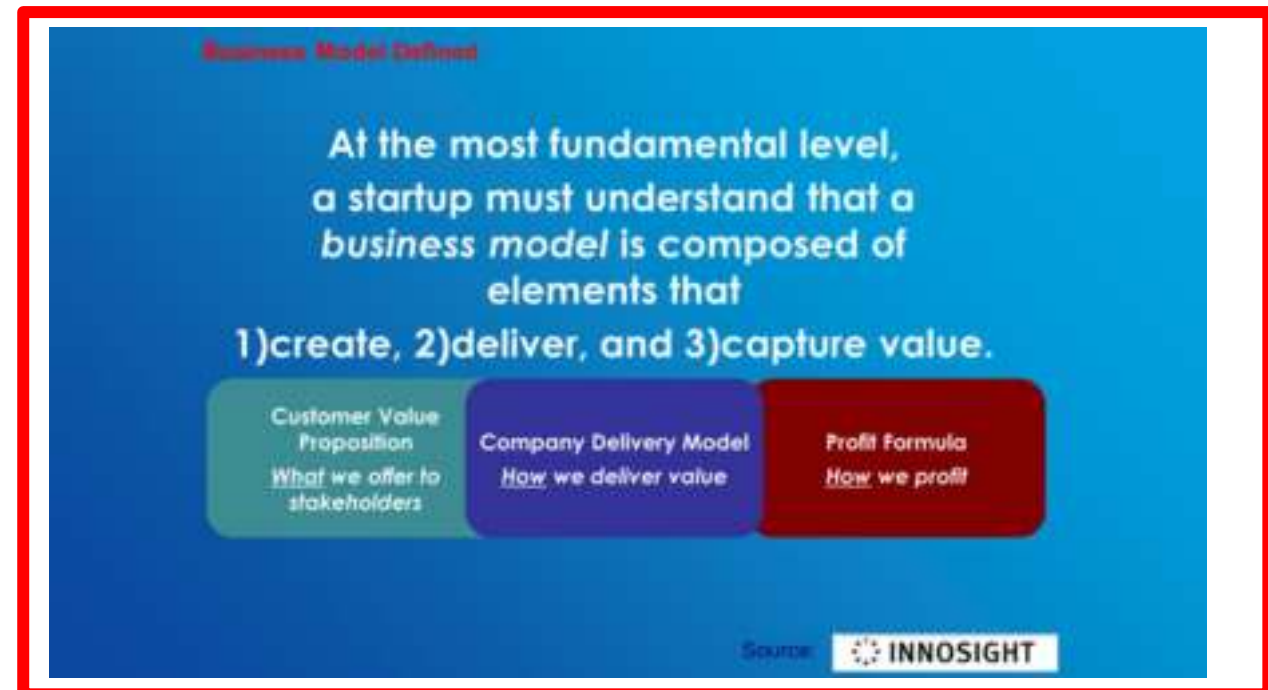 Business Model Defined
At the most fundamental level,
a startup must understand that a
business model is composed of
elements that
1)create, 2)deliver, and 3)capture value.
Customer Value
Proposition
What we offer to
stakeholders
Company Delivery Model
How we deliver value
Profit Formula
How we profit
Source: INNOSIGHT